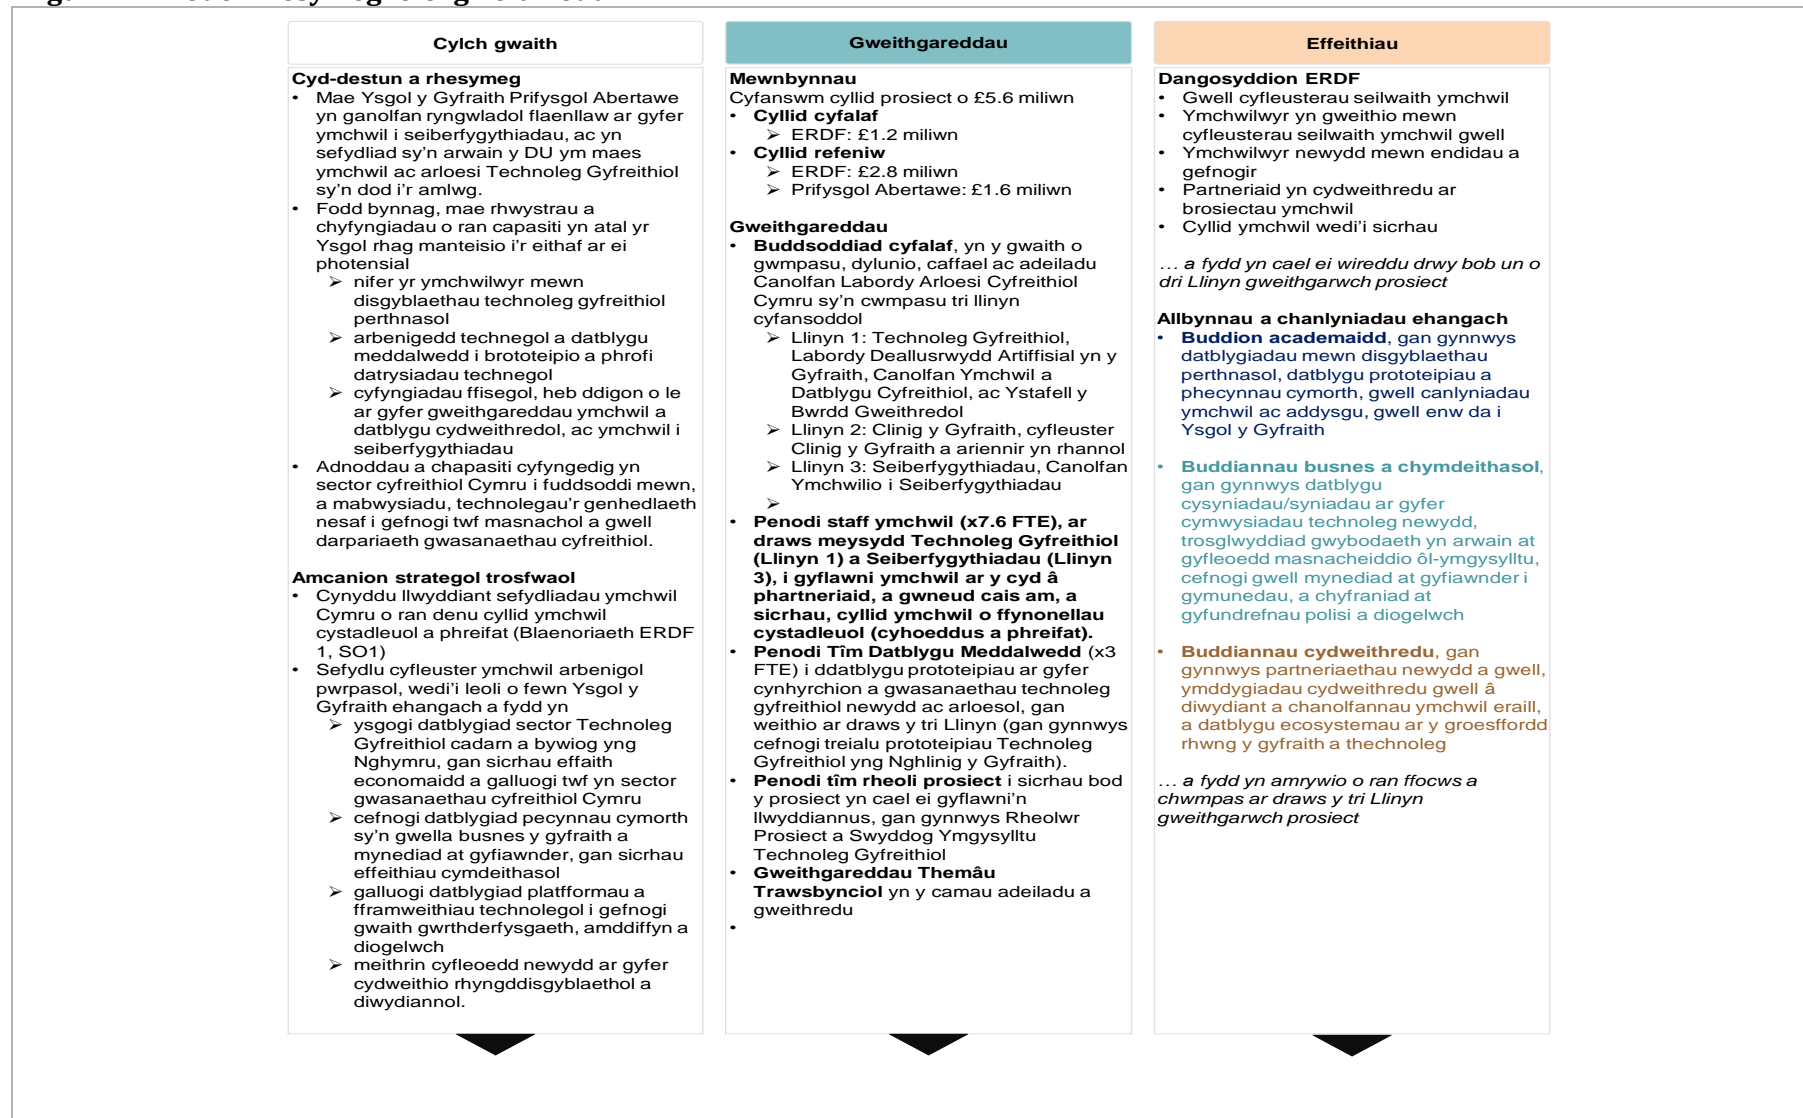 Cylch gwaith
Cyd-destun a rhesymeg
• Mae Ysgol y Gyfraith Prifysgol Abertawe
yn ganolfan ryngwladol flaenllaw ar gyfer
ymchwil i seiberfygythiadau, ac yn
sefydliad sy'n arwain y DU ym maes
ymchwil ac arloesi Technoleg Gyfreithiol
sy'n dod i'r amlwg.
• Fodd bynnag, mae rhwystrau a
chyfyngiadau o ran capasiti yn atal yr
Ysgol rhag manteisio i'r eithaf ar ei
photensial
➢ nifer yr ymchwilwyr mewn
disgyblaethau technoleg gyfreithiol
perthnasol
➢ arbenigedd technegol a datblygu
meddalwedd i brototeipio a phrofi
datrysiadau technegol
➢ cyfyngiadau ffisegol, heb ddigon o le
ar gyfer gweithgareddau ymchwil a
datblygu cydweithredol, ac ymchwil i
seiberfygythiadau
• Adnoddau a chapasiti cyfyngedig yn
sector cyfreithiol Cymru i fuddsoddi mewn,
a mabwysiadu, technolegau'r genhedlaeth
nesaf i gefnogi twf masnachol a gwell
darpariaeth gwasanaethau cyfreithiol.
Amcanion strategol trosfwaol
• Cynyddu llwyddiant sefydliadau ymchwil
Cymru o ran denu cyllid ymchwil
cystadleuol a phreifat (Blaenoriaeth ERDF
1, SO1)
• Sefydlu cyfleuster ymchwil arbenigol
pwrpasol, wedi'i leoli o fewn Ysgol y
Gyfraith ehangach a fydd yn
➢ ysgogi datblygiad sector Technoleg
Gyfreithiol cadarn a bywiog yng
Nghymru, gan sicrhau effaith
economaidd a galluogi twf yn sector
gwasanaethau cyfreithiol Cymru
➢ cefnogi datblygiad pecynnau cymorth
sy'n gwella busnes y gyfraith a
mynediad at gyfiawnder, gan sicrhau
effeithiau cymdeithasol
➢ galluogi datblygiad platfformau a
fframweithiau technolegol i gefnogi
gwaith gwrthderfysgaeth, amddiffyn a
diogelwch
➢ meithrin cyfleoedd newydd ar gyfer
cydweithio rhyngddisgyblaethol a
diwydiannol.
Gweithgareddau
Mewnbynnau
Cyfanswm cyllid prosiect o £5.6 miliwn
• Cyllid cyfalaf
➢ ERDF: £1.2 miliwn
• Cyllid refeniw
➢ ERDF: £2.8 miliwn
➢ Prifysgol Abertawe: £1.6 miliwn
Gweithgareddau
• Buddsoddiad cyfalaf, yn y gwaith o
gwmpasu, dylunio, caffael ac adeiladu
Canolfan Labordy Arloesi Cyfreithiol
Cymru sy'n cwmpasu tri llinyn
cyfansoddol
➢ Llinyn 1: Technoleg Gyfreithiol,
Labordy Deallusrwydd Artiffisial yn y
Gyfraith, Canolfan Ymchwil a
Datblygu Cyfreithiol, ac Ystafell y
Bwrdd Gweithredol
➢ Llinyn 2: Clinig y Gyfraith, cyfleuster
Clinig y Gyfraith a ariennir yn rhannol
➢ Llinyn 3: Seiberfygythiadau, Canolfan
Ymchwilio i Seiberfygythiadau
➢
• Penodi staff ymchwil (x7.6 FTE), ar
draws meysydd Technoleg Gyfreithiol
(Llinyn 1) a Seiberfygythiadau (Llinyn
3), i gyflawni ymchwil ar y cyd â
phartneriaid, a gwneud cais am, a
sicrhau, cyllid ymchwil o ffynonellau
cystadleuol (cyhoeddus a phreifat).
• Penodi Tîm Datblygu Meddalwedd (x3
FTE) i ddatblygu prototeipiau ar gyfer
cynhyrchion a gwasanaethau technoleg
gyfreithiol newydd ac arloesol, gan
weithio ar draws y tri Llinyn (gan gynnwys
cefnogi treialu prototeipiau Technoleg
Gyfreithiol yng Nghlinig y Gyfraith).
• Penodi tîm rheoli prosiect i sicrhau bod
y prosiect yn cael ei gyflawni'n
llwyddiannus, gan gynnwys Rheolwr
Prosiect a Swyddog Ymgysylltu
Technoleg Gyfreithiol
• Gweithgareddau Themâu
Trawsbynciol yn y camau adeiladu a
gweithredu
•
Effeithiau
Dangosyddion ERDF
• Gwell cyfleusterau seilwaith ymchwil
• Ymchwilwyr yn gweithio mewn
cyfleusterau seilwaith ymchwil gwell
• Ymchwilwyr newydd mewn endidau a
gefnogir
• Partneriaid yn cydweithredu ar
brosiectau ymchwil
• Cyllid ymchwil wedi'i sicrhau
… a fydd yn cael ei wireddu drwy bob un o
dri Llinyn gweithgarwch prosiect
Allbynnau a chanlyniadau ehangach
• Buddion academaidd, gan gynnwys
datblygiadau mewn disgyblaethau
perthnasol, datblygu prototeipiau a
phecynnau cymorth, gwell canlyniadau
ymchwil ac addysgu, gwell enw da i
Ysgol y Gyfraith
• Buddiannau busnes a chymdeithasol,
gan gynnwys datblygu
cysyniadau/syniadau ar gyfer
cymwysiadau technoleg newydd,
trosglwyddiad gwybodaeth yn arwain at
gyfleoedd masnacheiddio ôl-ymgysylltu,
cefnogi gwell mynediad at gyfiawnder i
gymunedau, a chyfraniad at
gyfundrefnau polisi a diogelwch
• Buddiannau cydweithredu, gan
gynnwys partneriaethau newydd a gwell,
ymddygiadau cydweithredu gwell â
diwydiant a chanolfannau ymchwil eraill,
a datblygu ecosystemau ar y groesffordd
rhwng y gyfraith a thechnoleg
… a fydd yn amrywio o ran ffocws a
chwmpas ar draws y tri Llinyn
gweithgarwch prosiect